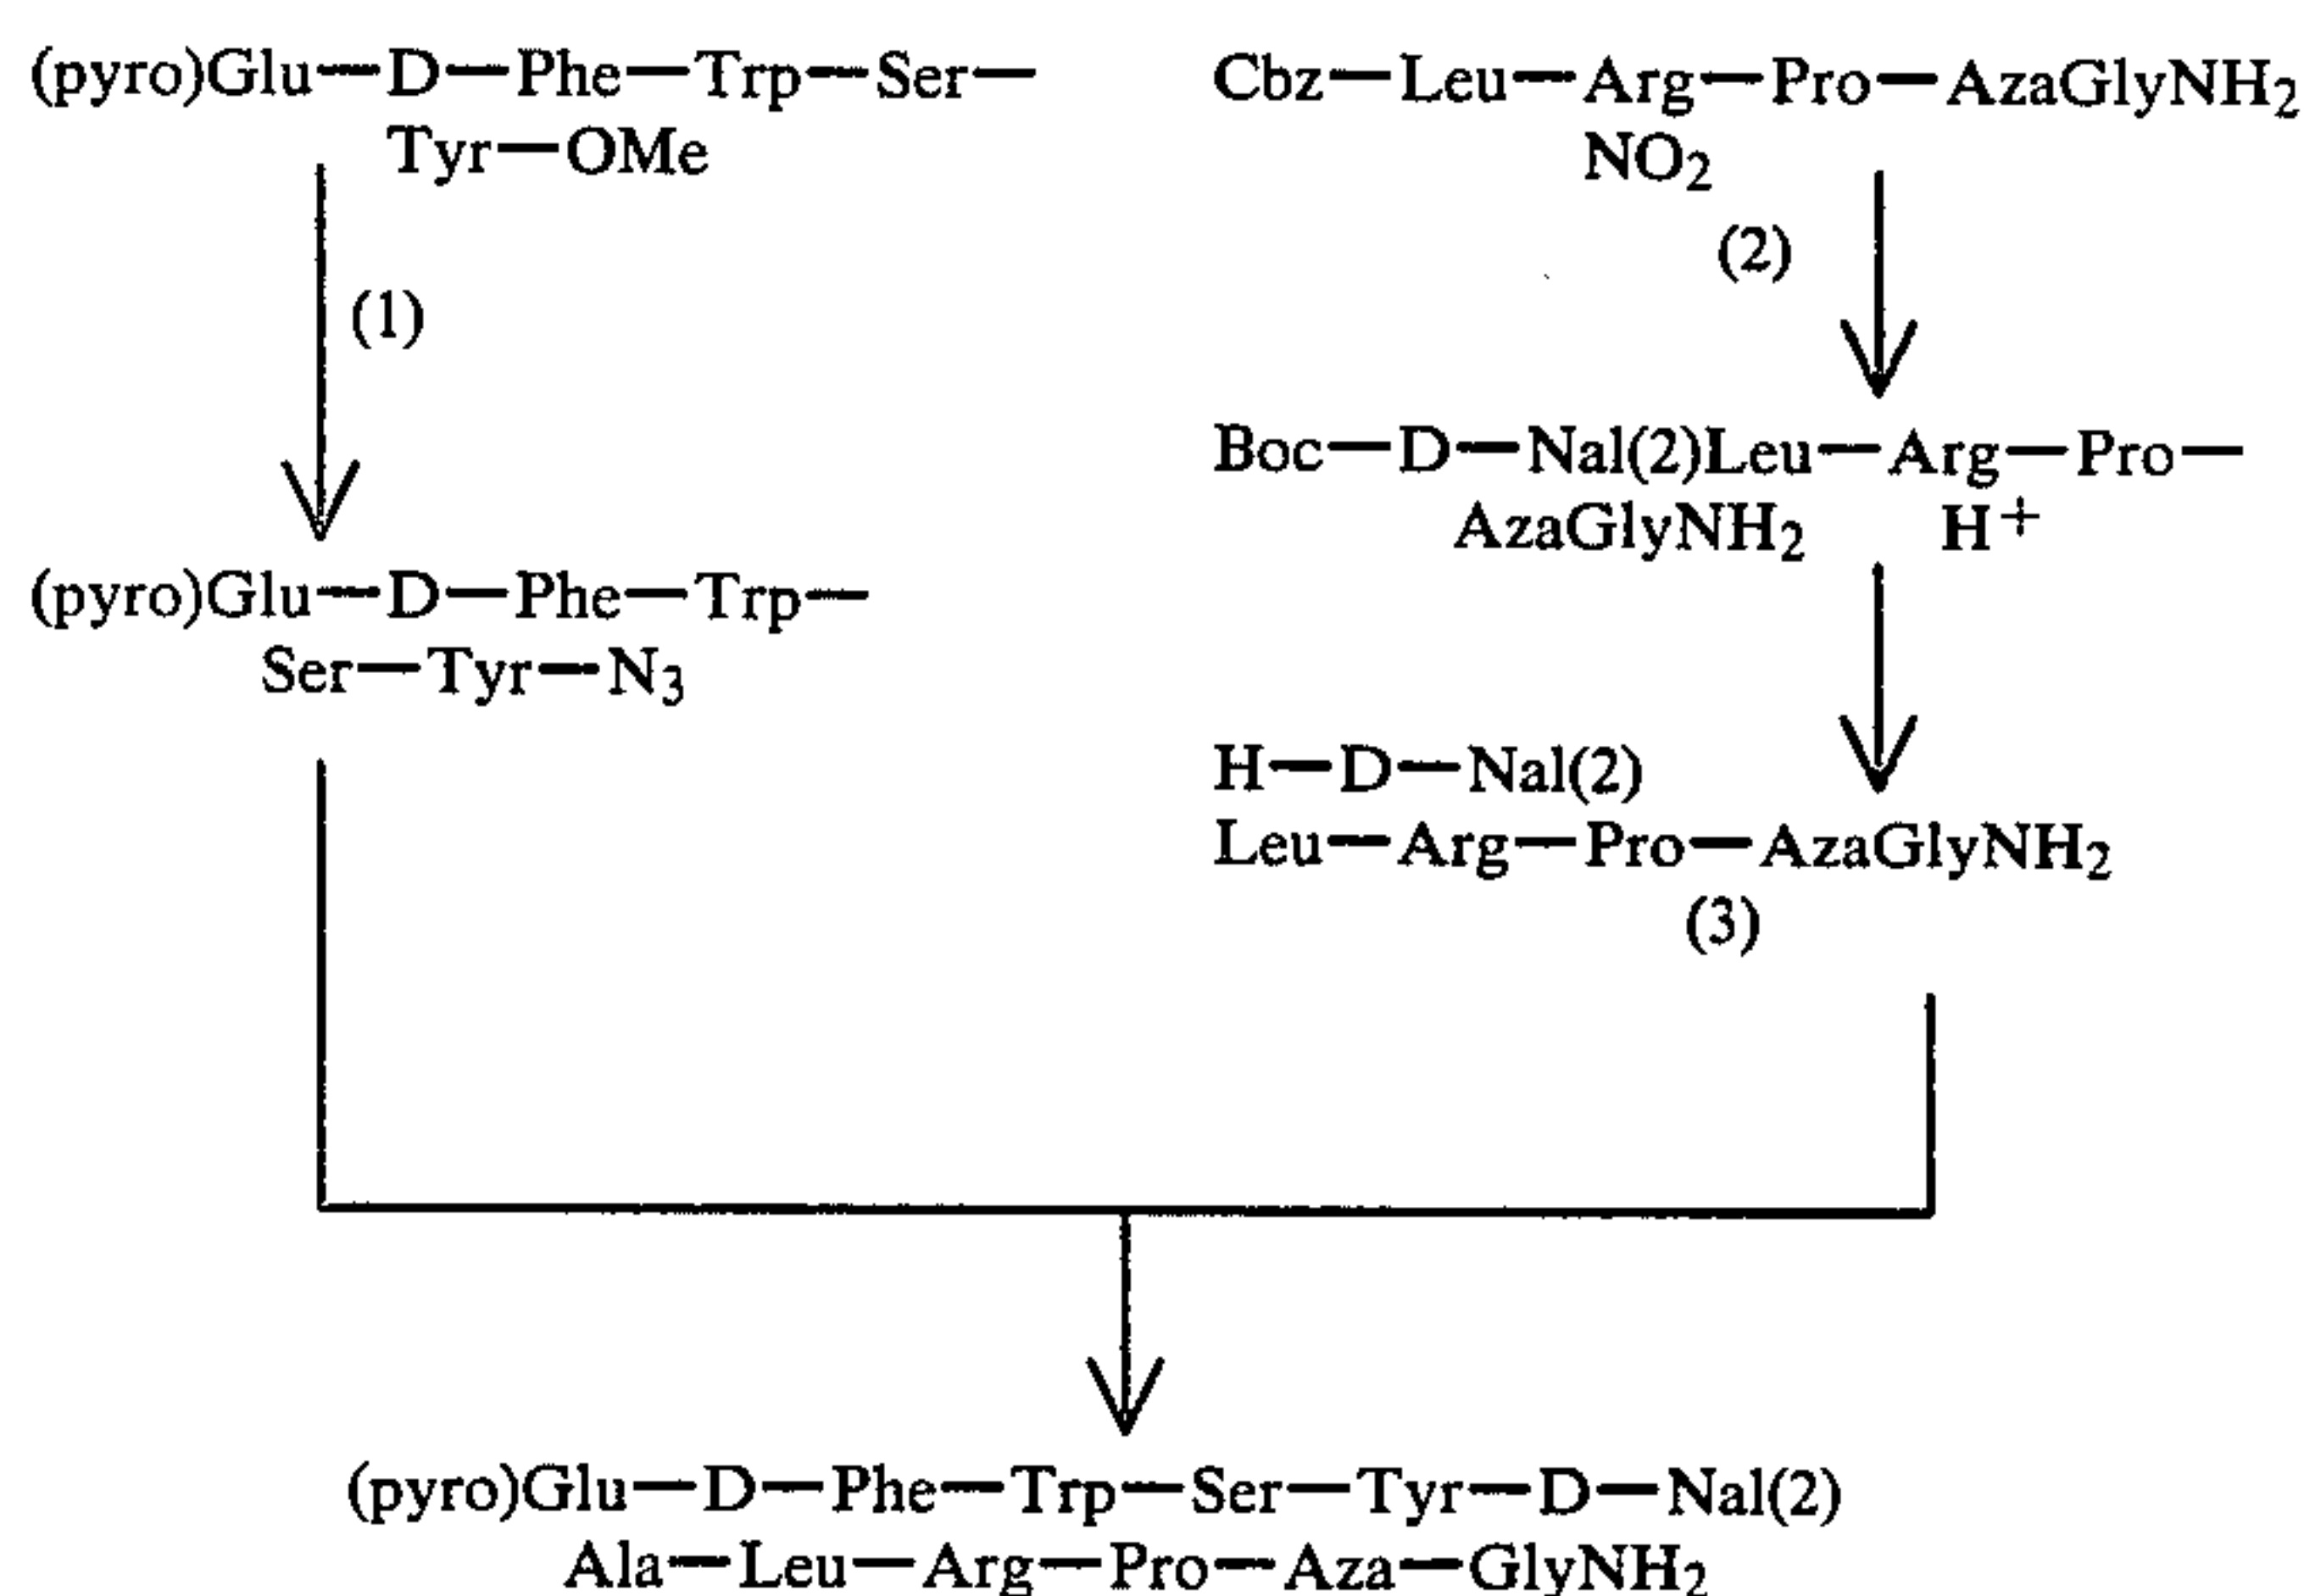 (pyro)Glu—D—Phe—Trp—Ser—
Tyr—OMe
(1)
(pyro)Glu—D—Phe—Trp—
Ser—Tyr—N3
Cbz—Leu—Arg—Pro—AzaGlyNH2
NO2
(2)
Boc—D—Nal(2)Leu—Arg—Pro—
AzaGlyNH2 H+
H—D—Nal(2)
Leu—Arg—Pro—AzaGlyNH2
(3)
(pyro)Glu—D—Phe—Trp—Ser—Tyr—D—Nal(2)
Ala—Leu—Arg—Pro—Aza—GlyNH2